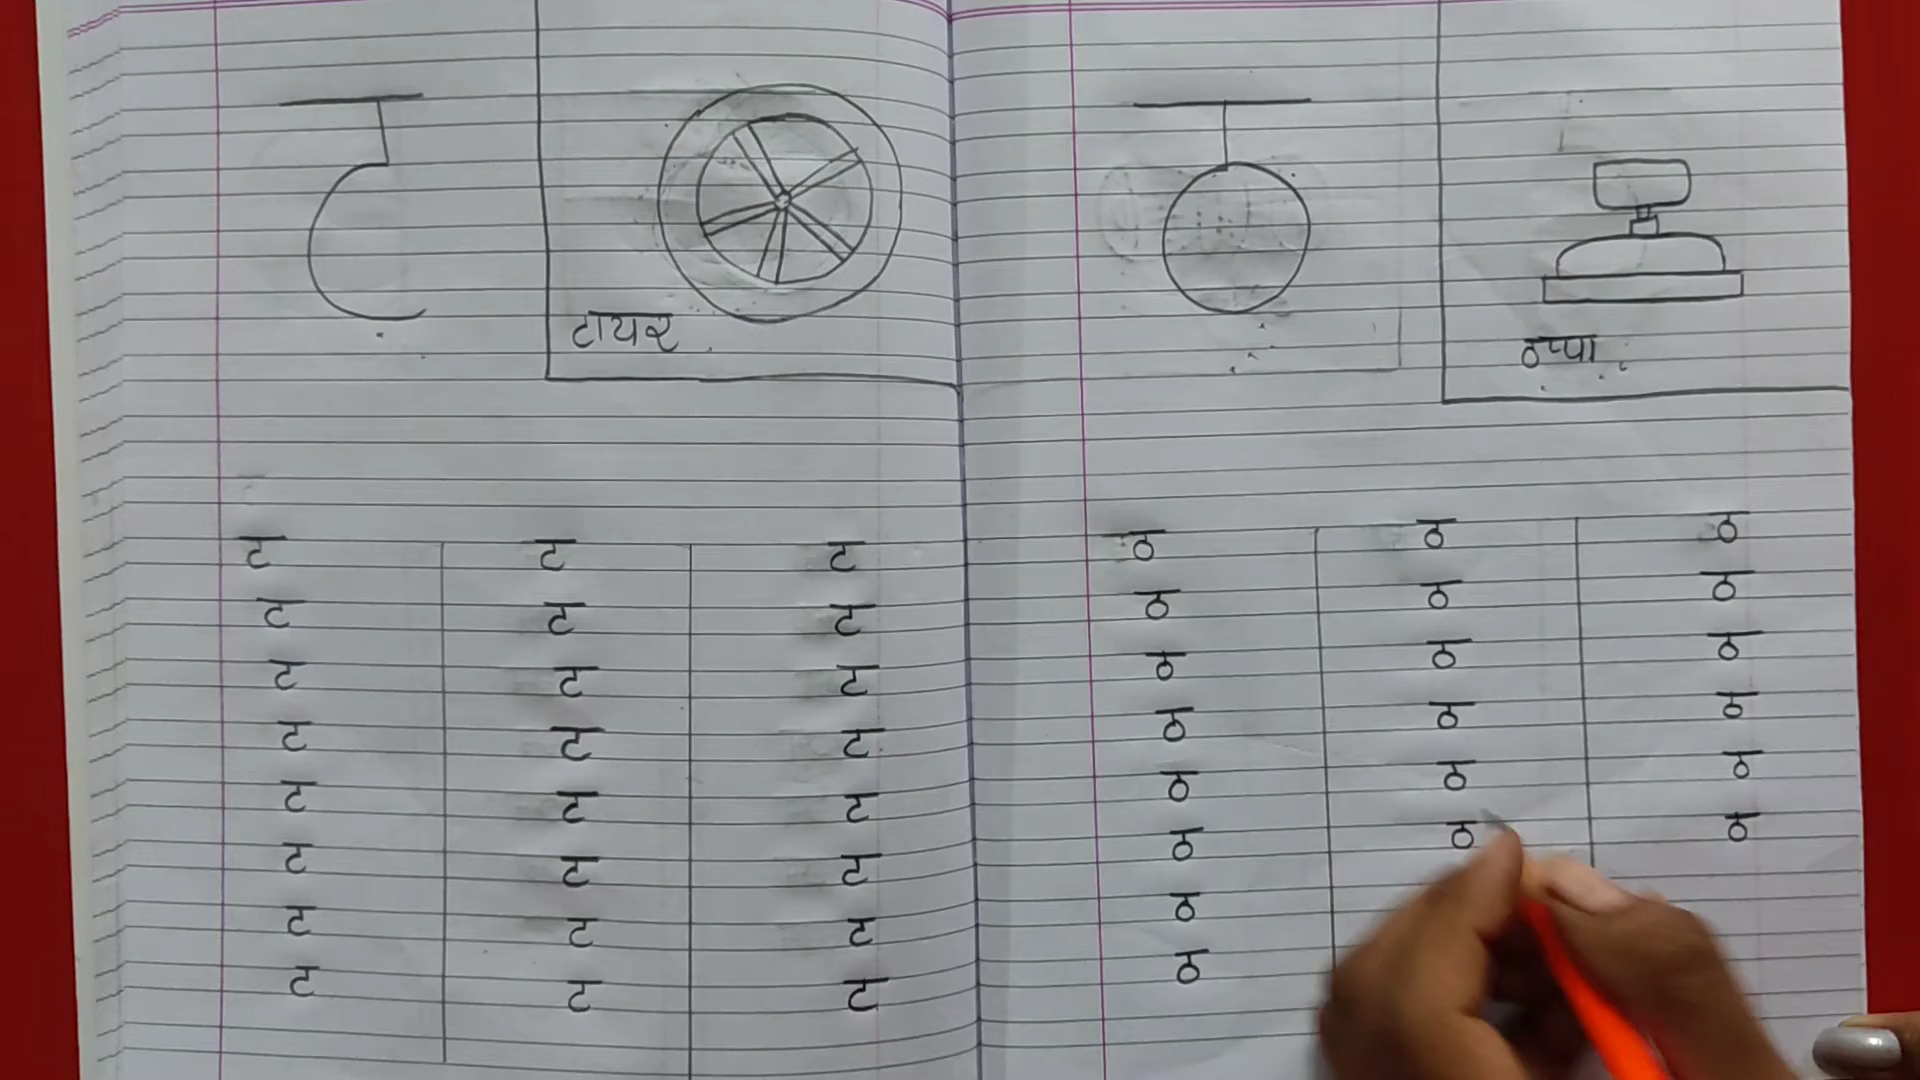 ट
टायर
ट ट ट
ट ट ट
ट ट ट
ट ट ट
ट ट ट
ट ट ट
ट ट ट
ट ट ट
ठ
ठप्पा
ठ ठ ठ
ठ ठ ठ
ठ ठ ठ
ठ ठ ठ
ठ ठ ठ
ठ ठ ठ
ठ
ठ